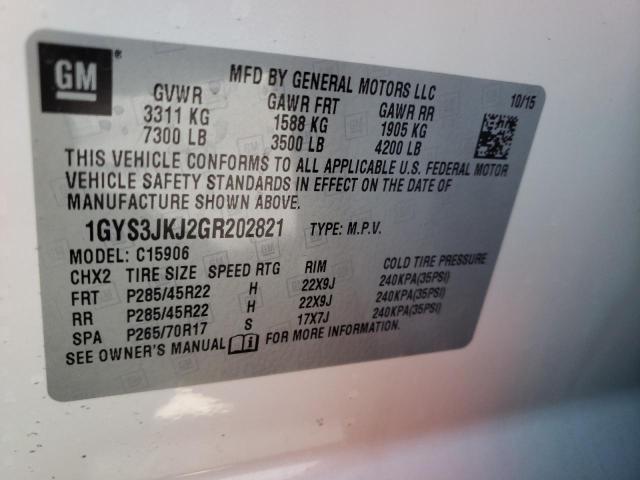 GM
®
MFD BY GENERAL MOTORS LLC
10/15
GVWR GAWR FRT GAWR RR
3311 KG 1588 KG 1905 KG
7300 LB 3500 LB 4200 LB
THIS VEHICLE CONFORMS TO ALL APPLICABLE U.S. FEDERAL MOTOR
VEHICLE SAFETY STANDARDS IN EFFECT ON THE DATE OF
MANUFACTURE SHOWN ABOVE.
1GYS3JKJ2GR202821 TYPE: M.P.V.
MODEL: C15906
CHX2 TIRE SIZE SPEED RTG RIM COLD TIRE PRESSURE
FRT P285/45R22 H 22X9J 240KPA(35PSI)
RR P285/45R22 H 22X9J 240KPA(35PSI)
SPA P265/70R17 S 17X7J 240KPA(35PSI)
SEE OWNER'S MANUAL FOR MORE INFORMATION.